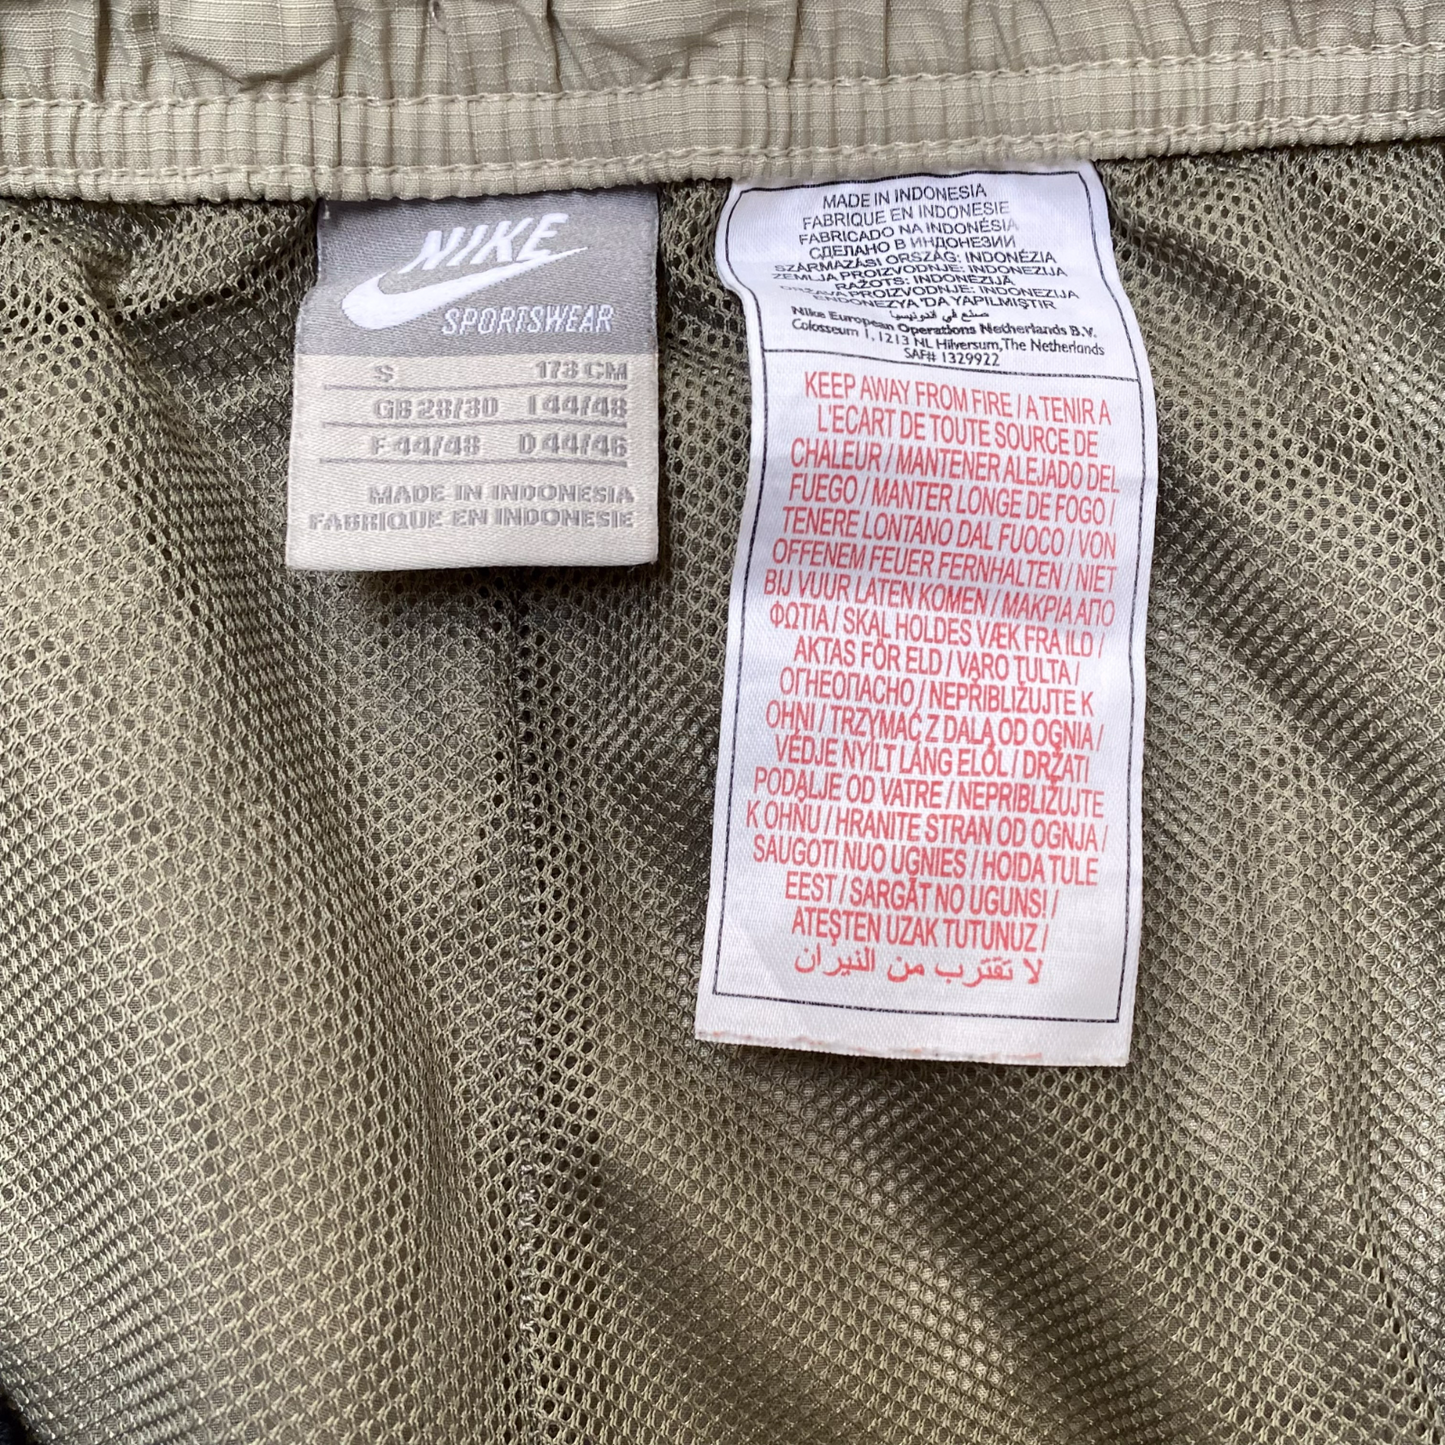 NIKE
SPORTSWEAR
S 173 CM
GB 28/30 I 44/48
F 44/48 D 44/46
MADE IN INDONESIA
FABRIQUE EN INDONESIE
MADE IN INDONESIA
FABRIQUE EN INDONESIE
FABRICADO NA INDONÉSIA
СДЕЛАНО В ИНДОНЕЗИИ
SZÁRMAZÁSI ORSZÁG: INDONÉZIA
ZEMLJA PROIZVODNJE: INDONEZIJA
RAŽOTS: INDONĒZIJĀ
PROIZVODNJE: INDONEZIJA
ENDONEZYA 'DA YAPILMIŞTIR
صنع في اندونيسيا
Nike European Operations Netherlands B.V.
Colosseum 1, 1213 NL Hilversum, The Netherlands
SAF# 1329922
KEEP AWAY FROM FIRE / A TENIR A
L'ECART DE TOUTE SOURCE DE
CHALEUR / MANTENER ALEJADO DEL
FUEGO / MANTER LONGE DE FOGO /
TENERE LONTANO DAL FUOCO / VON
OFFENEM FEUER FERNHALTEN / NIET
BIJ VUUR LATEN KOMEN / ΜΑΚΡΙΑ ΑΠΟ
ΦΩΤΙΑ / SKAL HOLDES VÆK FRA ILD /
AKTAS FÖR ELD / VARO TULTA /
ОГНЕОПАСНО / NEPŘIBLIŽUJTE K
OHNI / TRZYMAĆ Z DALA OD OGNIA /
VÉDJE NYÍLT LÁNG ELŐL / DRŽATI
PODALJE OD VATRE / NEPRIBLIŽUJTE
K OHŇU / HRANITE STRAN OD OGNJA /
SAUGOTI NUO UGNIES / HOIDA TULE
EEST / SARGĀT NO UGUNS! /
ATEŞTEN UZAK TUTUNUZ /
لا تقترب من النيران